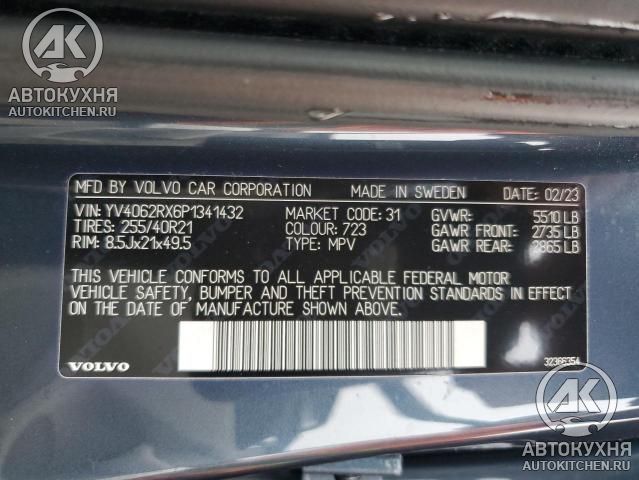 AK
АВТОКУХНЯ
AUTOKITCHEN.RU
MFD BY VOLVO CAR CORPORATION MADE IN SWEDEN DATE: 02/23
VIN: YV4062RX6P1341432 MARKET CODE: 31 GVWR: 5510 LB
TIRES: 255/40R21 COLOUR: 723 GAWR FRONT: 2735 LB
RIM: 8.5Jx21x49.5 TYPE: MPV GAWR REAR: 2865 LB
THIS VEHICLE CONFORMS TO ALL APPLICABLE FEDERAL MOTOR
VEHICLE SAFETY, BUMPER AND THEFT PREVENTION STANDARDS IN EFFECT
ON THE DATE OF MANUFACTURE SHOWN ABOVE.
VOLVO
32366354
AK
АВТОКУХНЯ
AUTOKITCHEN.RU